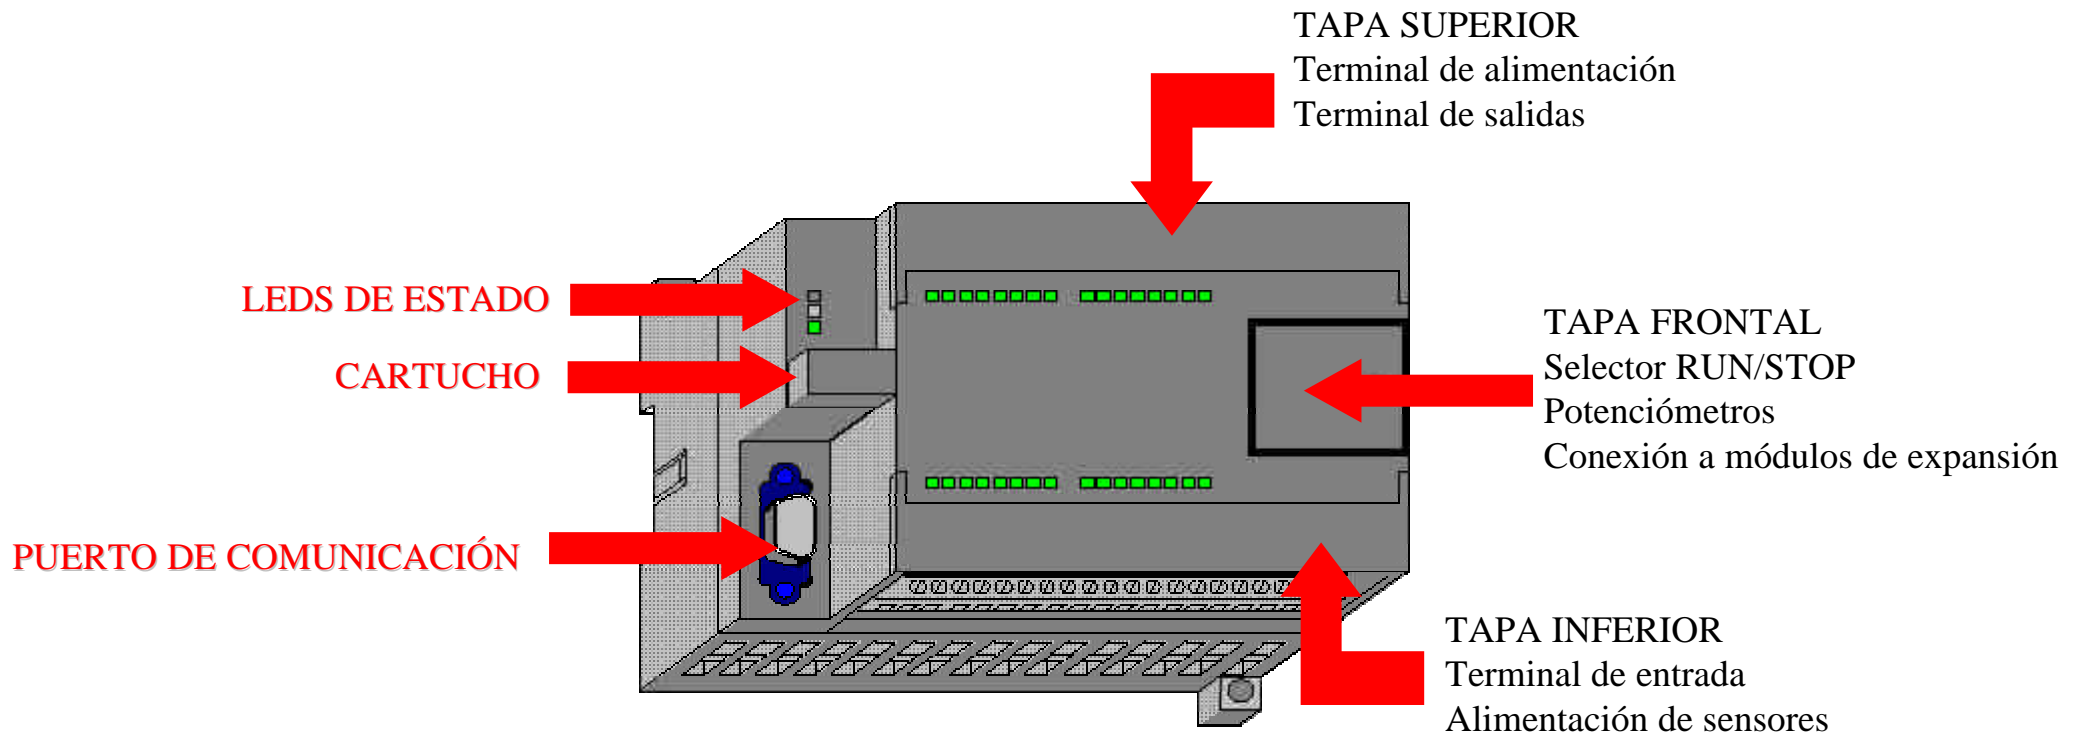 TAPA SUPERIOR
Terminal de alimentación
Terminal de salidas
LEDS DE ESTADO
CARTUCHO
PUERTO DE COMUNICACIÓN
TAPA FRONTAL
Selector RUN/STOP
Potenciómetros
Conexión a módulos de expansión
TAPA INFERIOR
Terminal de entrada
Alimentación de sensores